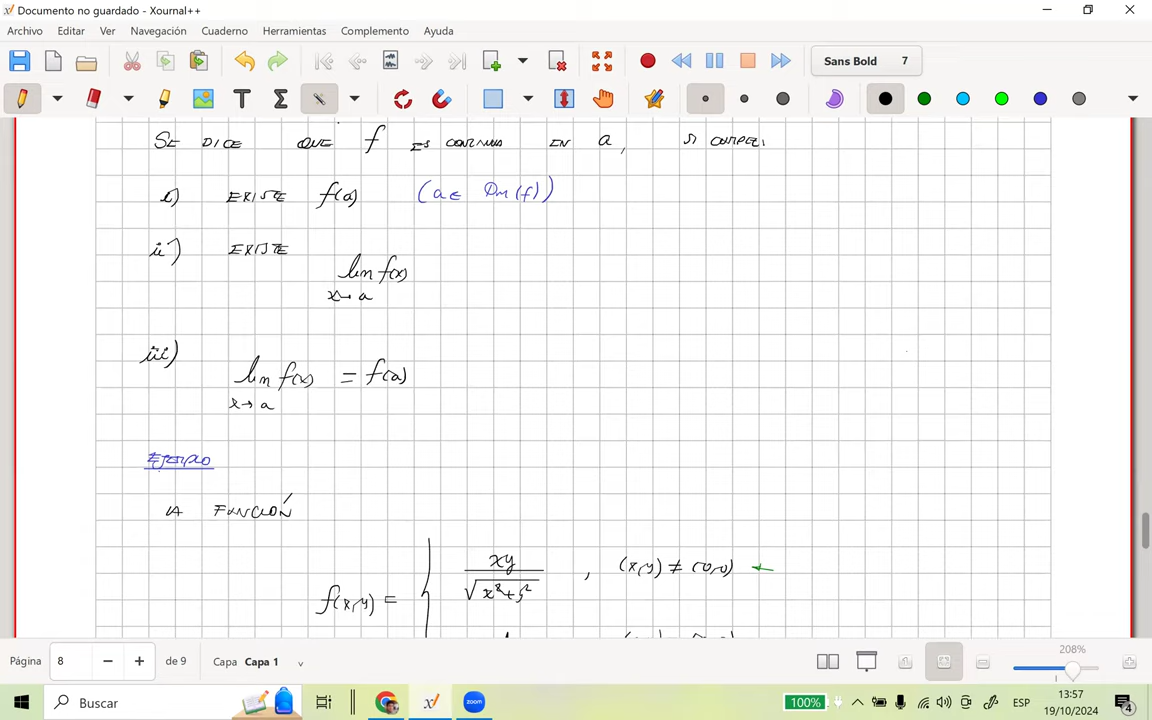 Documento no guardado - Xournal++
Archivo Editar Ver Navegación Cuaderno Herramientas Complemento Ayuda
Sans Bold 7
SE DICE QUE f ES CONTINUA EN a, SI CUMPLE:
i) EXISTE f(a) (a ∈ Dm(f))
ii) EXISTE
lim f(x)
x→a
iii)
lim f(x) = f(a)
x→a
EJEMPLO
LA FUNCIÓN
xy
f(x,y) = { √x²+y² , (x,y) ≠ (0,0) ←
Página 8 de 9 Capa Capa 1 208%
Buscar 100% ESP 13:57
zoom 19/10/2024 4